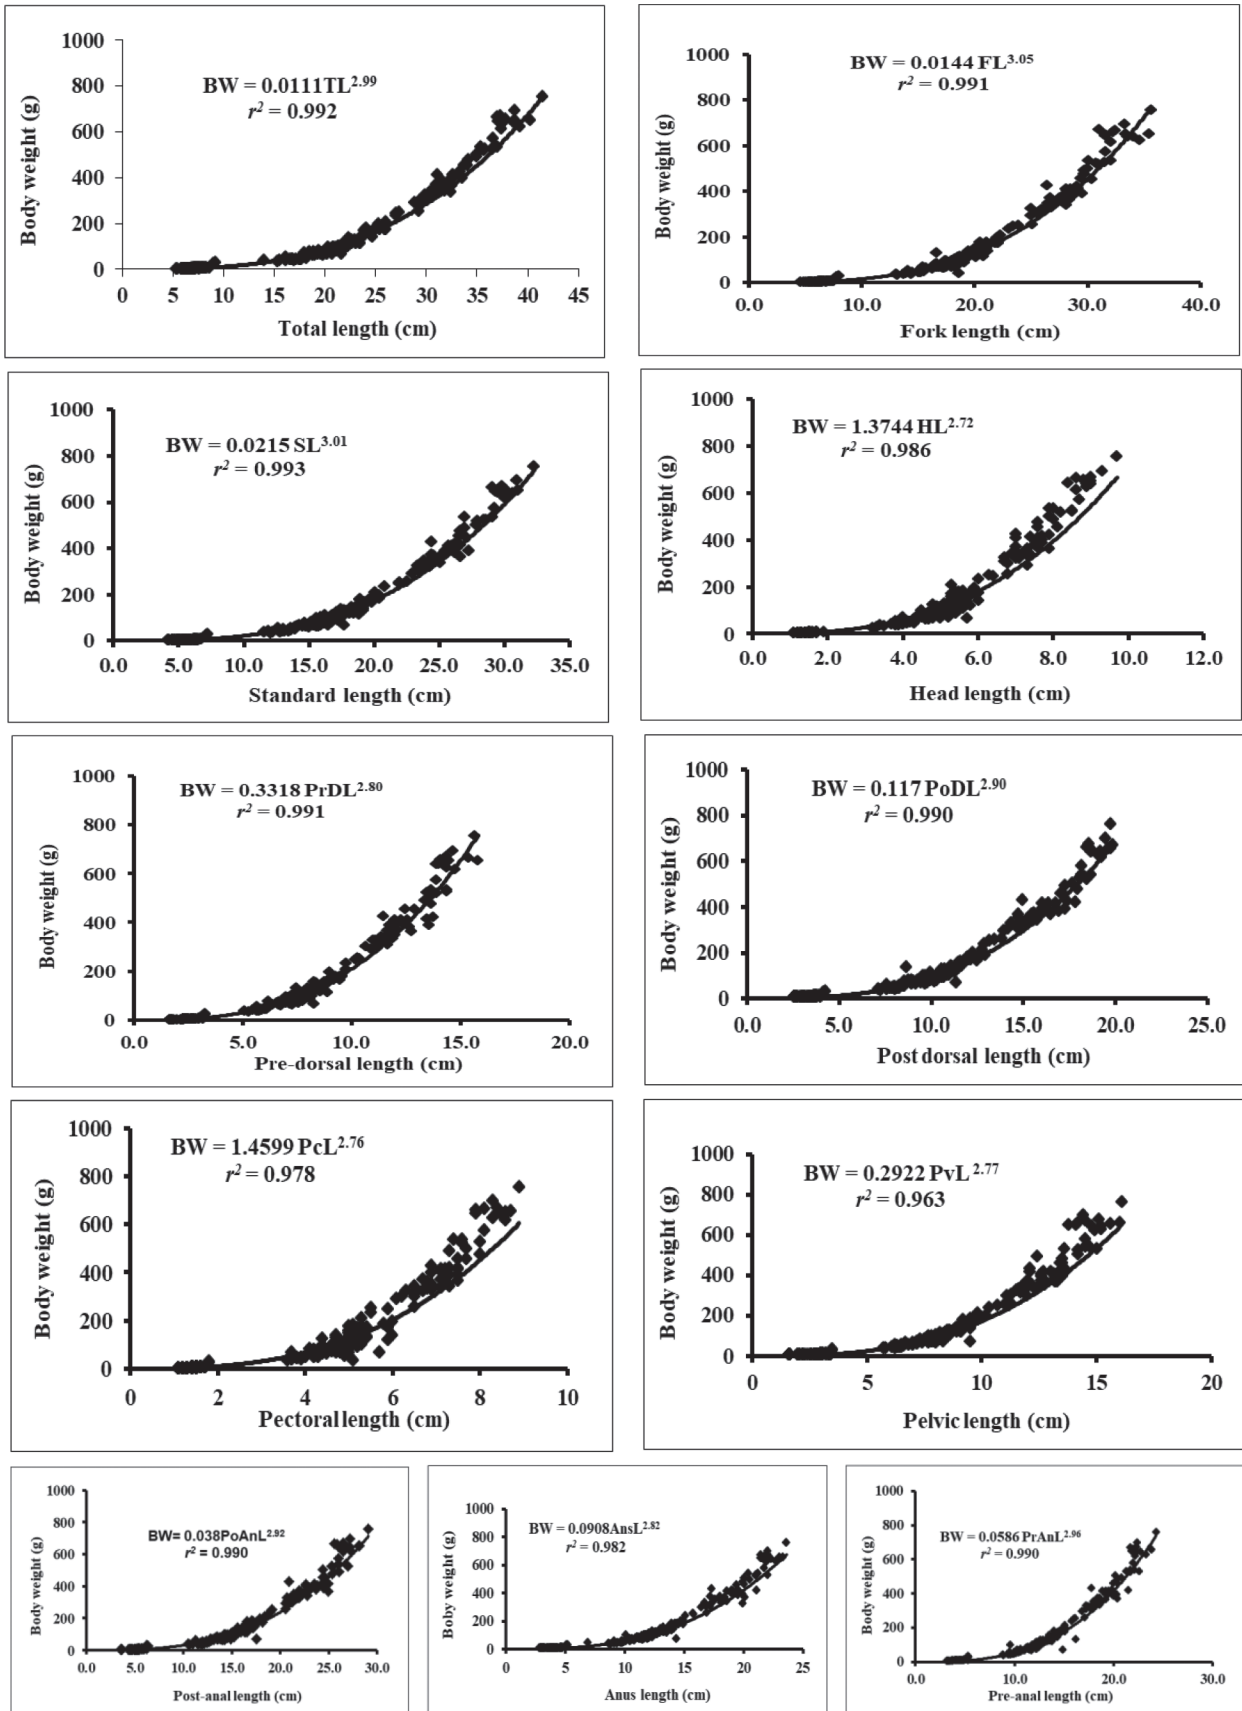 1000
800
600
400
200
0
Body weight (g)
BW = 0.0111TL^2.99
r² = 0.992
0 5 10 15 20 25 30 35 40 45
Total length (cm)
1000
800
600
400
200
0
Body weight (g)
BW = 0.0144 FL^3.05
r² = 0.991
0.0 10.0 20.0 30.0 40.0
Fork length (cm)
1000
800
600
400
200
0
Body weight (g)
BW = 0.0215 SL^3.01
r² = 0.993
0.0 5.0 10.0 15.0 20.0 25.0 30.0 35.0
Standard length (cm)
1000
800
600
400
200
0
Body weight (g)
BW = 1.3744 HL^2.72
r² = 0.986
0.0 2.0 4.0 6.0 8.0 10.0 12.0
Head length (cm)
1000
800
600
400
200
0
Body weight (g)
BW = 0.3318 PrDL^2.80
r² = 0.991
0.0 5.0 10.0 15.0 20.0
Pre-dorsal length (cm)
1000
800
600
400
200
0
Body weight (g)
BW = 0.117 PoDL^2.90
r² = 0.990
0.0 5.0 10.0 15.0 20.0 25.0
Post dorsal length (cm)
1000
800
600
400
200
0
Body weight (g)
BW = 1.4599 PcL^2.76
r² = 0.978
0 2 4 6 8 10
Pectoral length (cm)
1000
800
600
400
200
0
Body weight (g)
BW = 0.2922 PvL^2.77
r² = 0.963
0 5 10 15 20
Pelvic length (cm)
1000
800
600
400
200
0
Body weight (g)
BW= 0.038PoAnL^2.92
r² = 0.990
0.0 5.0 10.0 15.0 20.0 25.0 30.0
Post-anal length (cm)
1000
800
600
400
200
0
Boby weight (g)
BW = 0.0908AnsL^2.82
r² = 0.982
0 5 10 15 20 25
Anus length (cm)
1000
800
600
400
200
0
Body weight (g)
BW = 0.0586 PrAnL^2.96
r² = 0.990
0.0 10.0 20.0 30.0
Pre-anal length (cm)